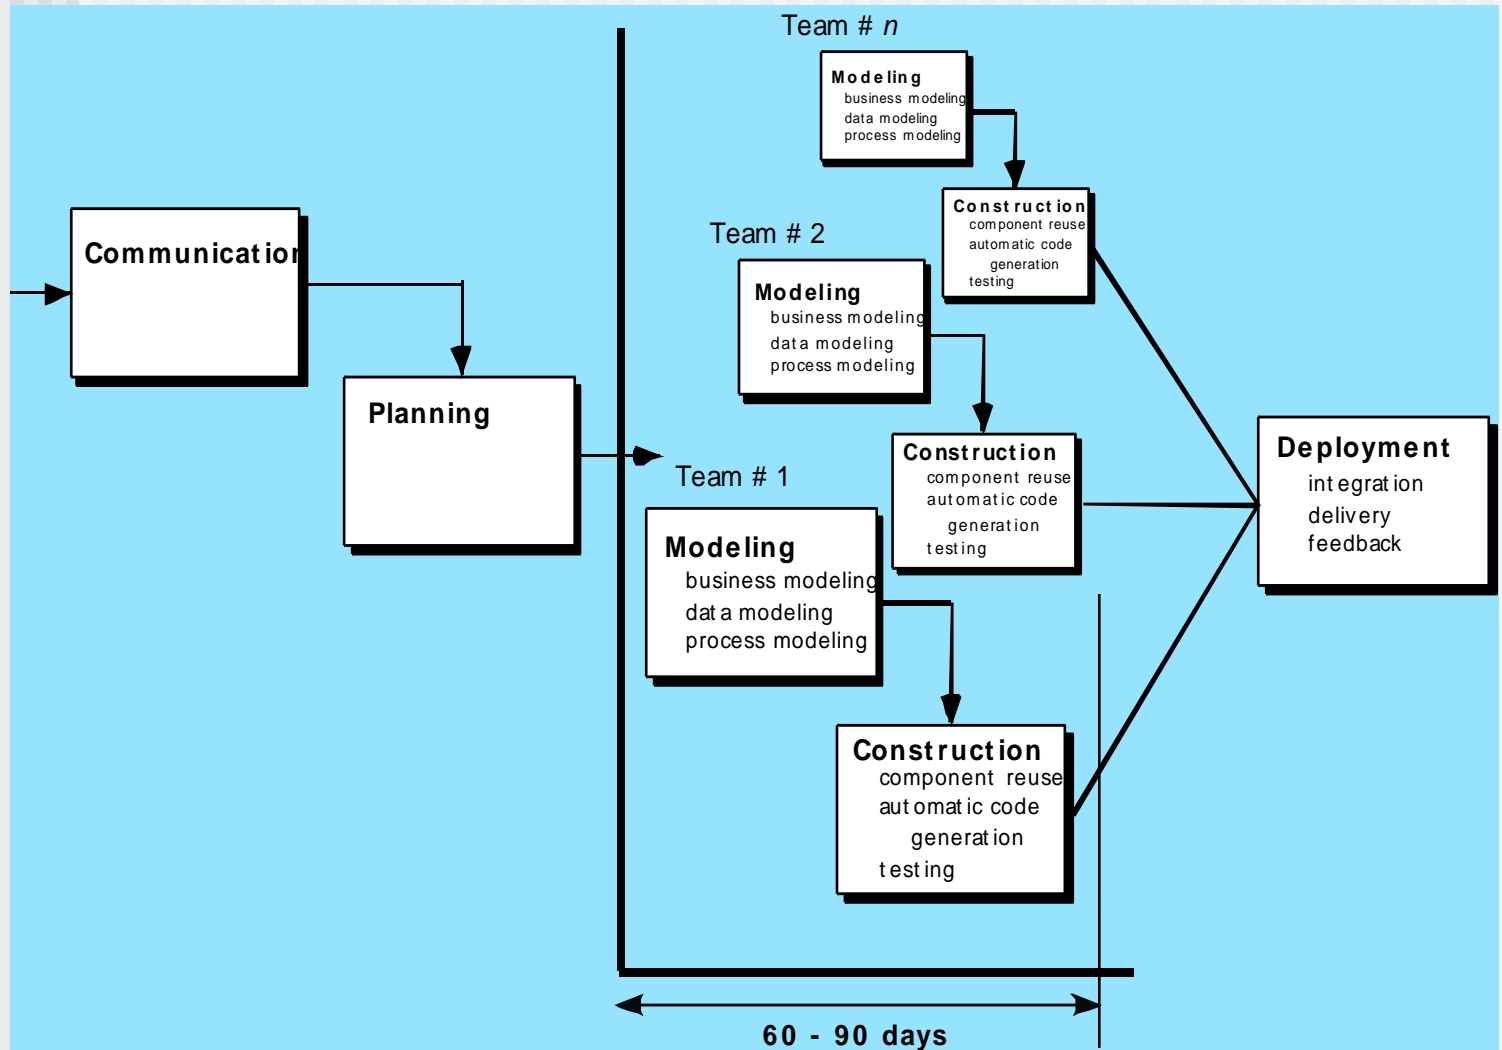 Team # n
Modeling
business modeling
data modeling
process modeling
Construction
component reuse
automatic code
generation
testing
Team # 2
Modeling
business modeling
data modeling
process modeling
Construction
component reuse
automatic code
generation
testing
Communication
Planning
Team # 1
Modeling
business modeling
data modeling
process modeling
Construction
component reuse
automatic code
generation
testing
Deployment
integration
delivery
feedback
60 - 90 days